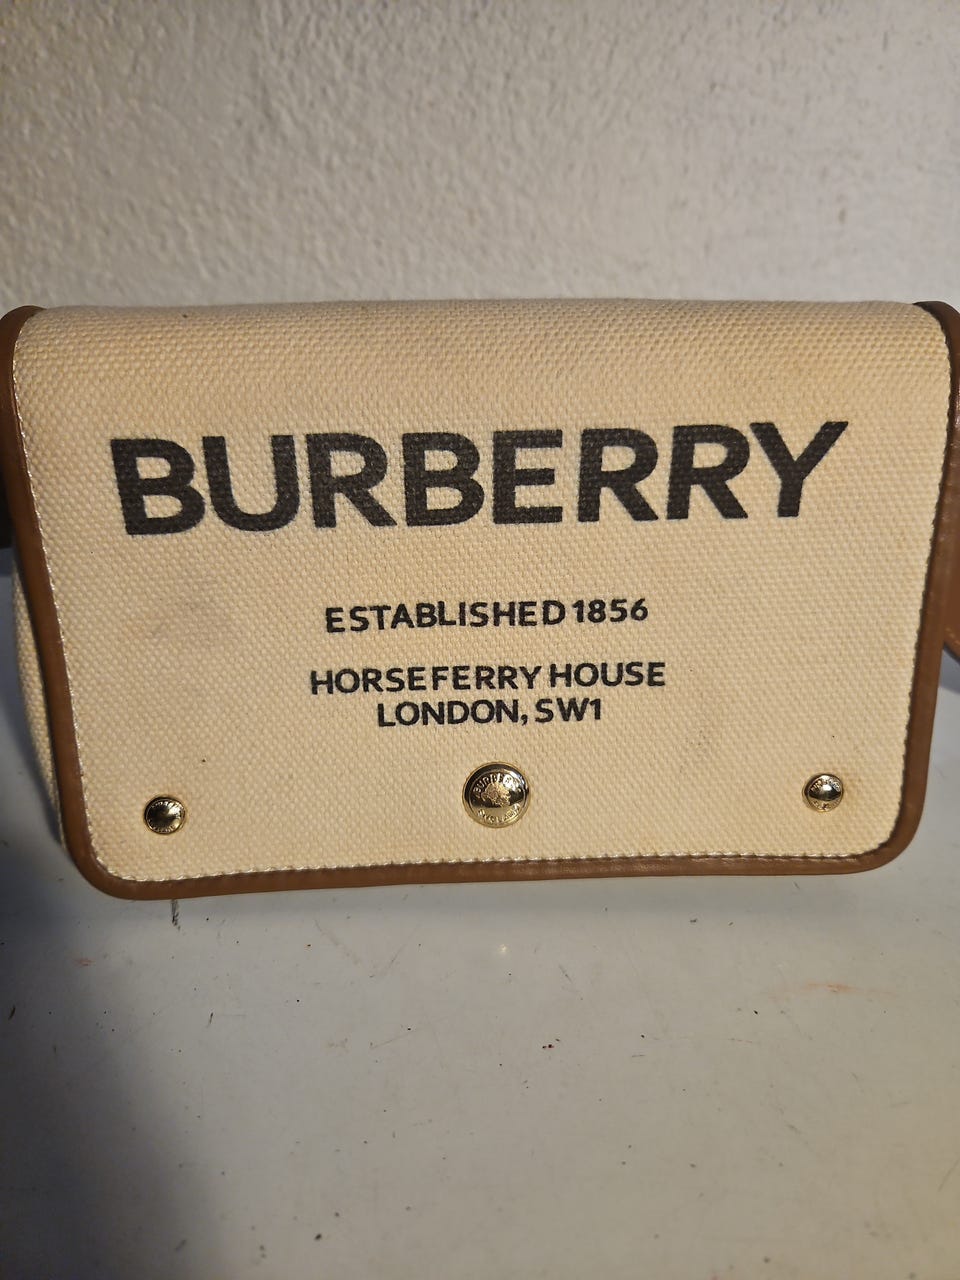 BURBERRY
ESTABLISHED 1856
HORSEFERRY HOUSE
LONDON, SW1